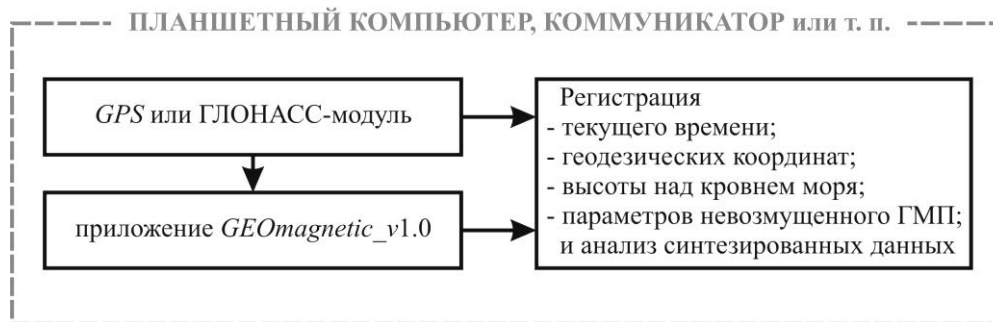 ПЛАНШЕТНЫЙ КОМПЬЮТЕР, КОММУНИКАТОР или т. п.
GPS или ГЛОНАСС-модуль
приложение GEOmagnetic_v1.0
Регистрация
- текущего времени;
- геодезических координат;
- высоты над кровнем моря;
- параметров невозмущенного ГМП;
и анализ синтезированных данных